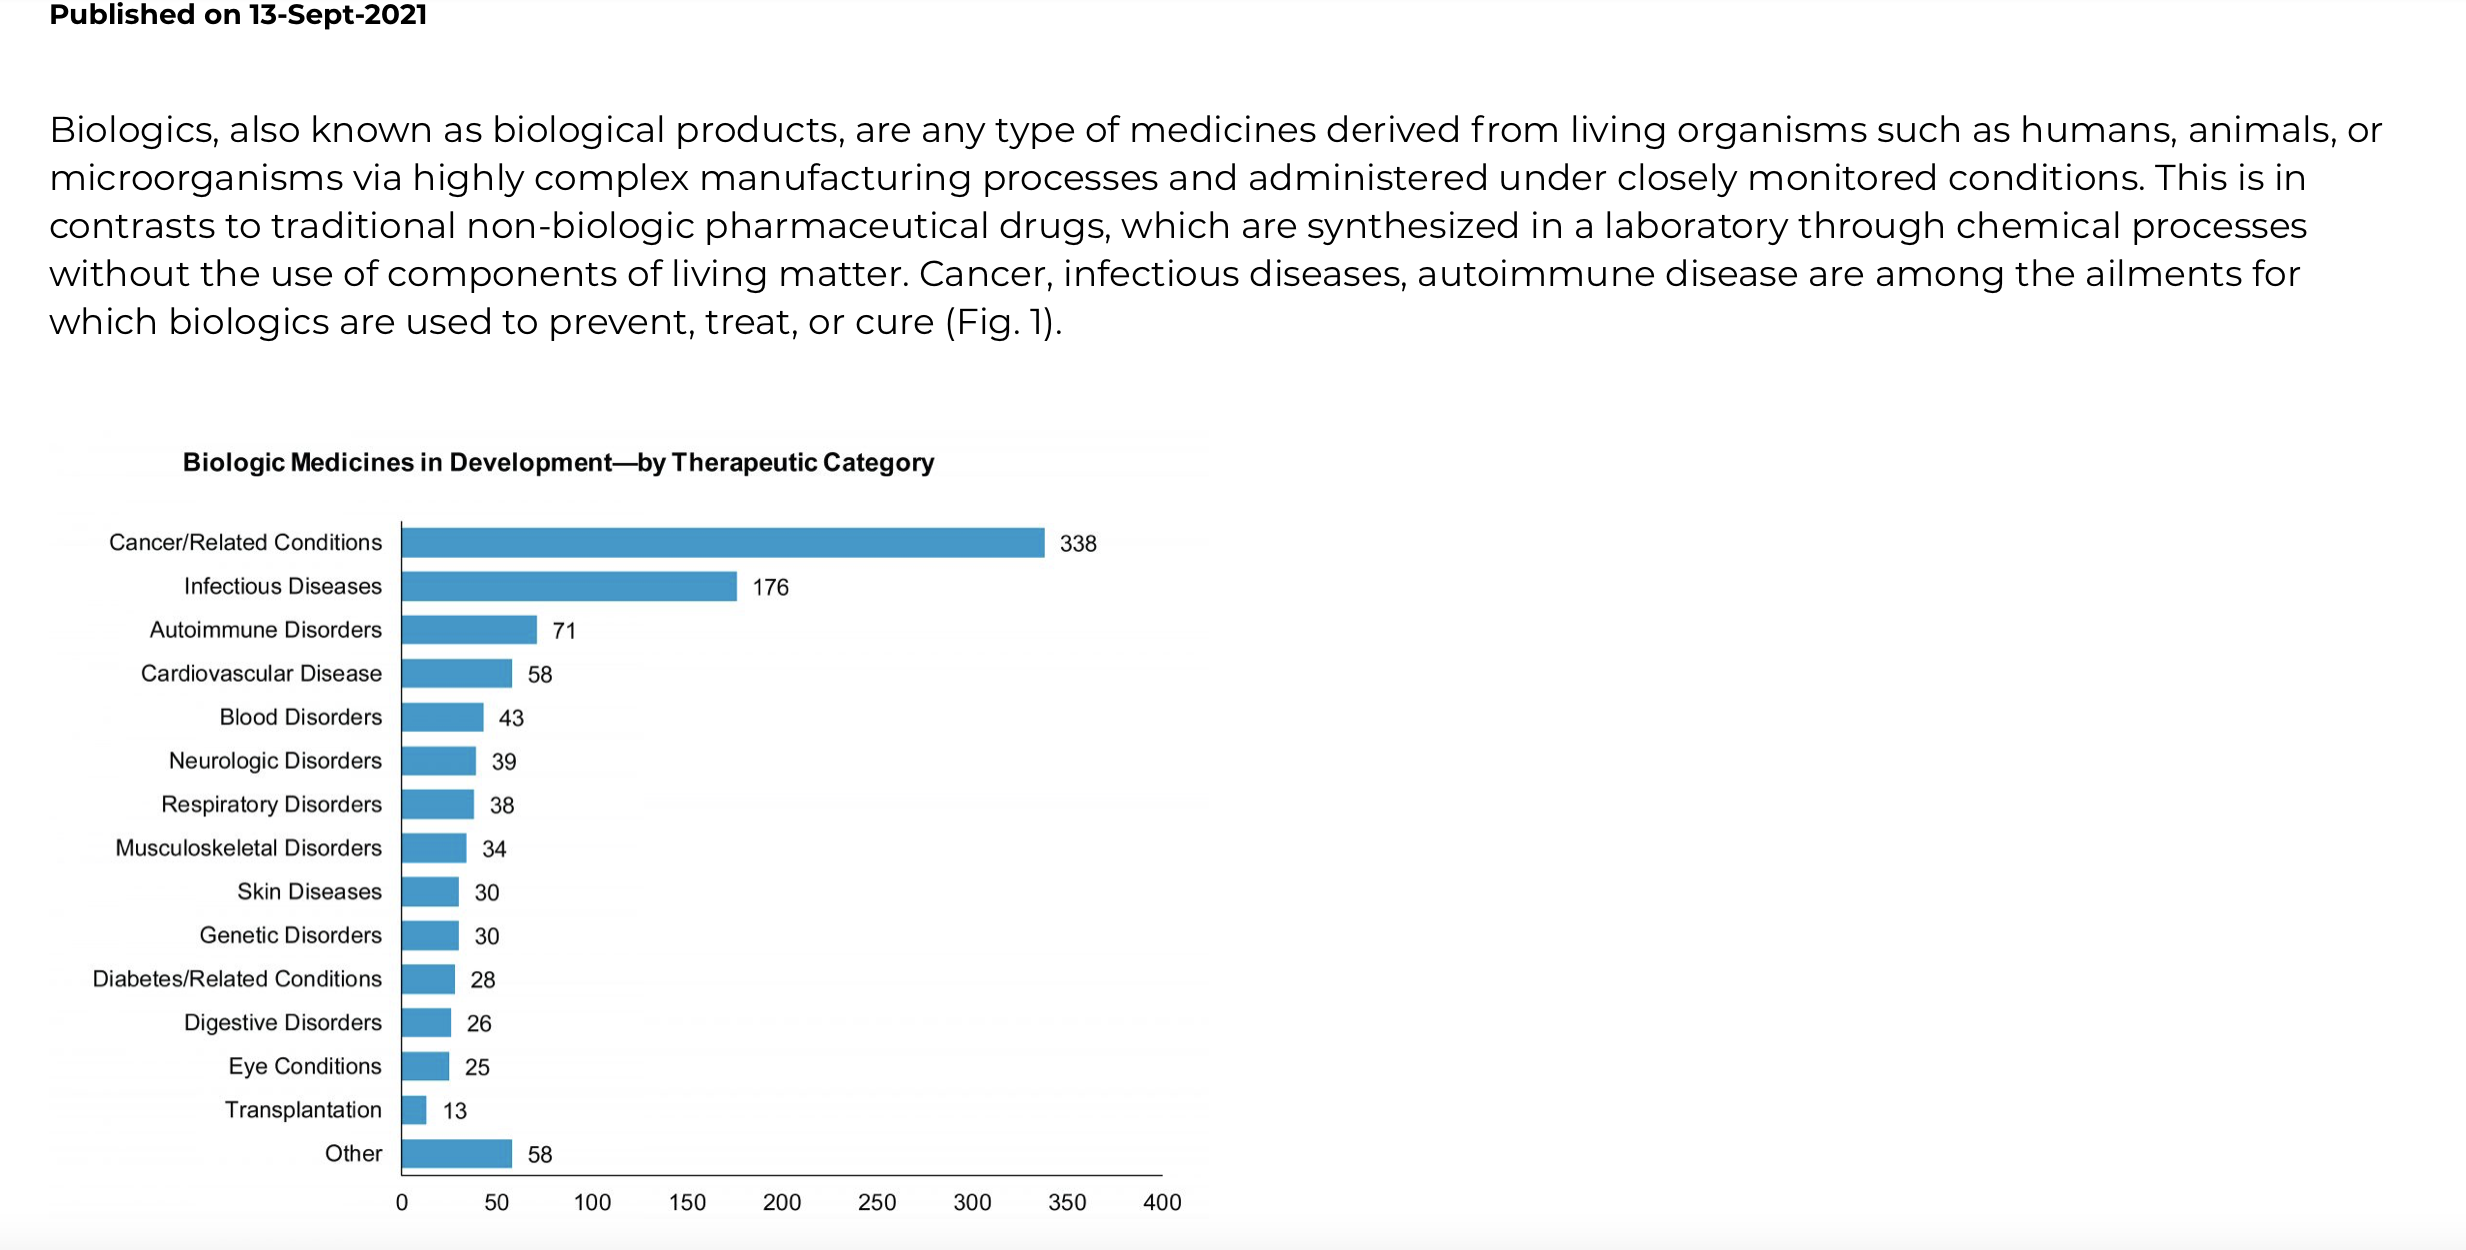 Published on 13-Sept-2021
Biologics, also known as biological products, are any type of medicines derived from living organisms such as humans, animals, or
microorganisms via highly complex manufacturing processes and administered under closely monitored conditions. This is in
contrasts to traditional non-biologic pharmaceutical drugs, which are synthesized in a laboratory through chemical processes
without the use of components of living matter. Cancer, infectious diseases, autoimmune disease are among the ailments for
which biologics are used to prevent, treat, or cure (Fig. 1).
Biologic Medicines in Development—by Therapeutic Category
Cancer/Related Conditions 338
Infectious Diseases 176
Autoimmune Disorders 71
Cardiovascular Disease 58
Blood Disorders 43
Neurologic Disorders 39
Respiratory Disorders 38
Musculoskeletal Disorders 34
Skin Diseases 30
Genetic Disorders 30
Diabetes/Related Conditions 28
Digestive Disorders 26
Eye Conditions 25
Transplantation 13
Other 58
0 50 100 150 200 250 300 350 400